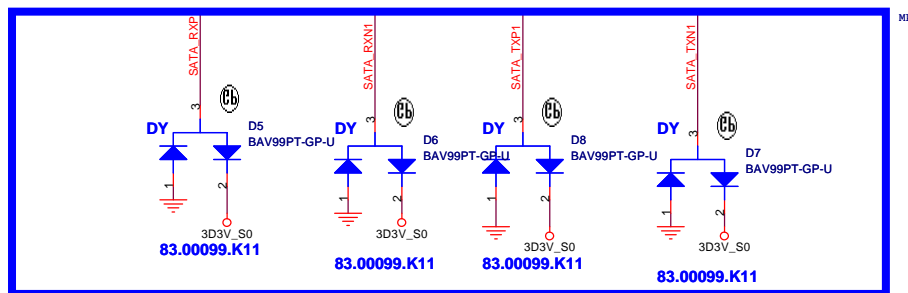 SATA_RXP
3
DY
D5
BAV99PT-GP-U
1
2
3D3V_S0
83.00099.K11
SATA_RXN1
3
DY
D6
BAV99PT-GP-U
1
2
3D3V_S0
83.00099.K11
SATA_TXP1
3
DY
D8
BAV99PT-GP-U
1
2
3D3V_S0
83.00099.K11
SATA_TXN1
3
D7
BAV99PT-GP-U
1
2
3D3V_S0
83.00099.K11